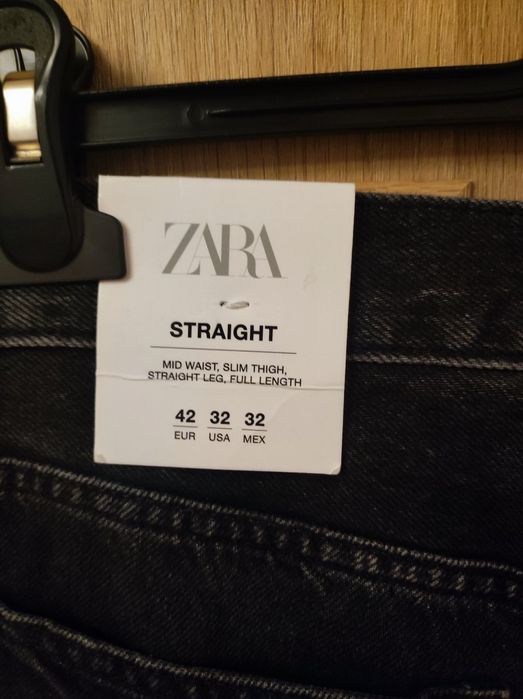 ZARA
STRAIGHT
MID WAIST, SLIM THIGH,
STRAIGHT LEG, FULL LENGTH
42 32 32
EUR USA MEX